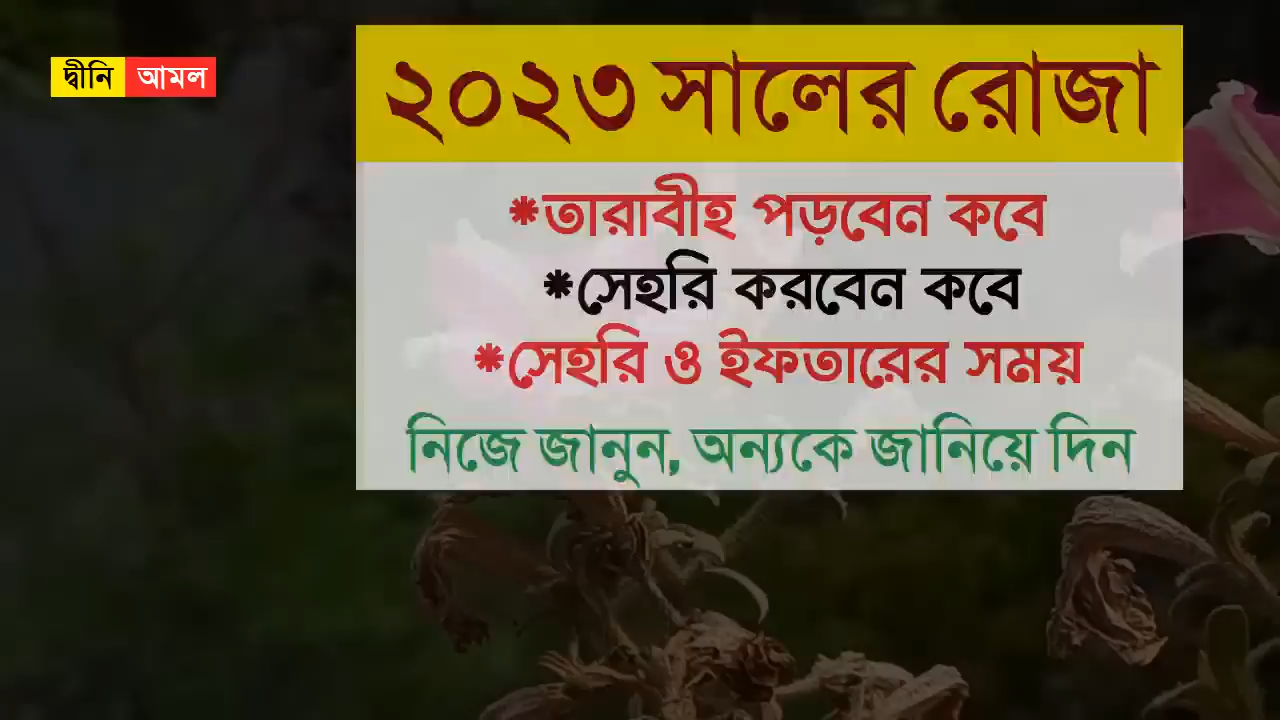 দ্বীনি আমল
২০২৩ সালের রোজা
*তারাবীহ পড়বেন কবে
*সেহরি করবেন কবে
*সেহরি ও ইফতারের সময়
নিজে জানুন, অন্যকে জানিয়ে দিন